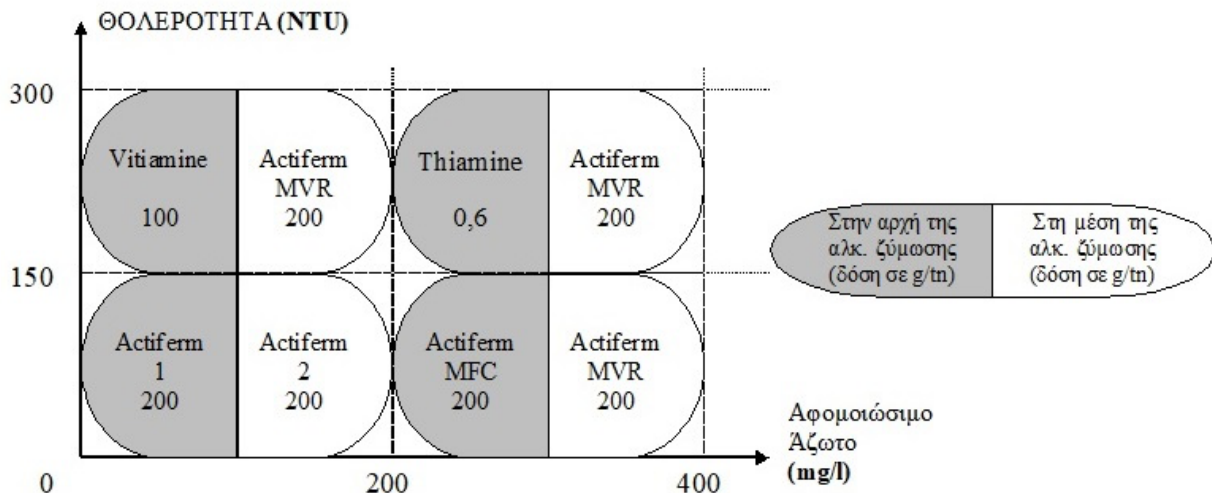 ΘΟΛΕΡΟΤΗΤΑ (NTU)
300
Vitiamine
100
Actiferm
MVR
200
Thiamine
0,6
Actiferm
MVR
200
Στην αρχή της
αλκ. ζύμωσης
(δόση σε g/tn)
Στη μέση της
αλκ. ζύμωσης
(δόση σε g/tn)
150
Actiferm
1
200
Actiferm
2
200
Actiferm
MFC
200
Actiferm
MVR
200
Αφομοιώσιμο
Άζωτο
(mg/l)
0
200
400